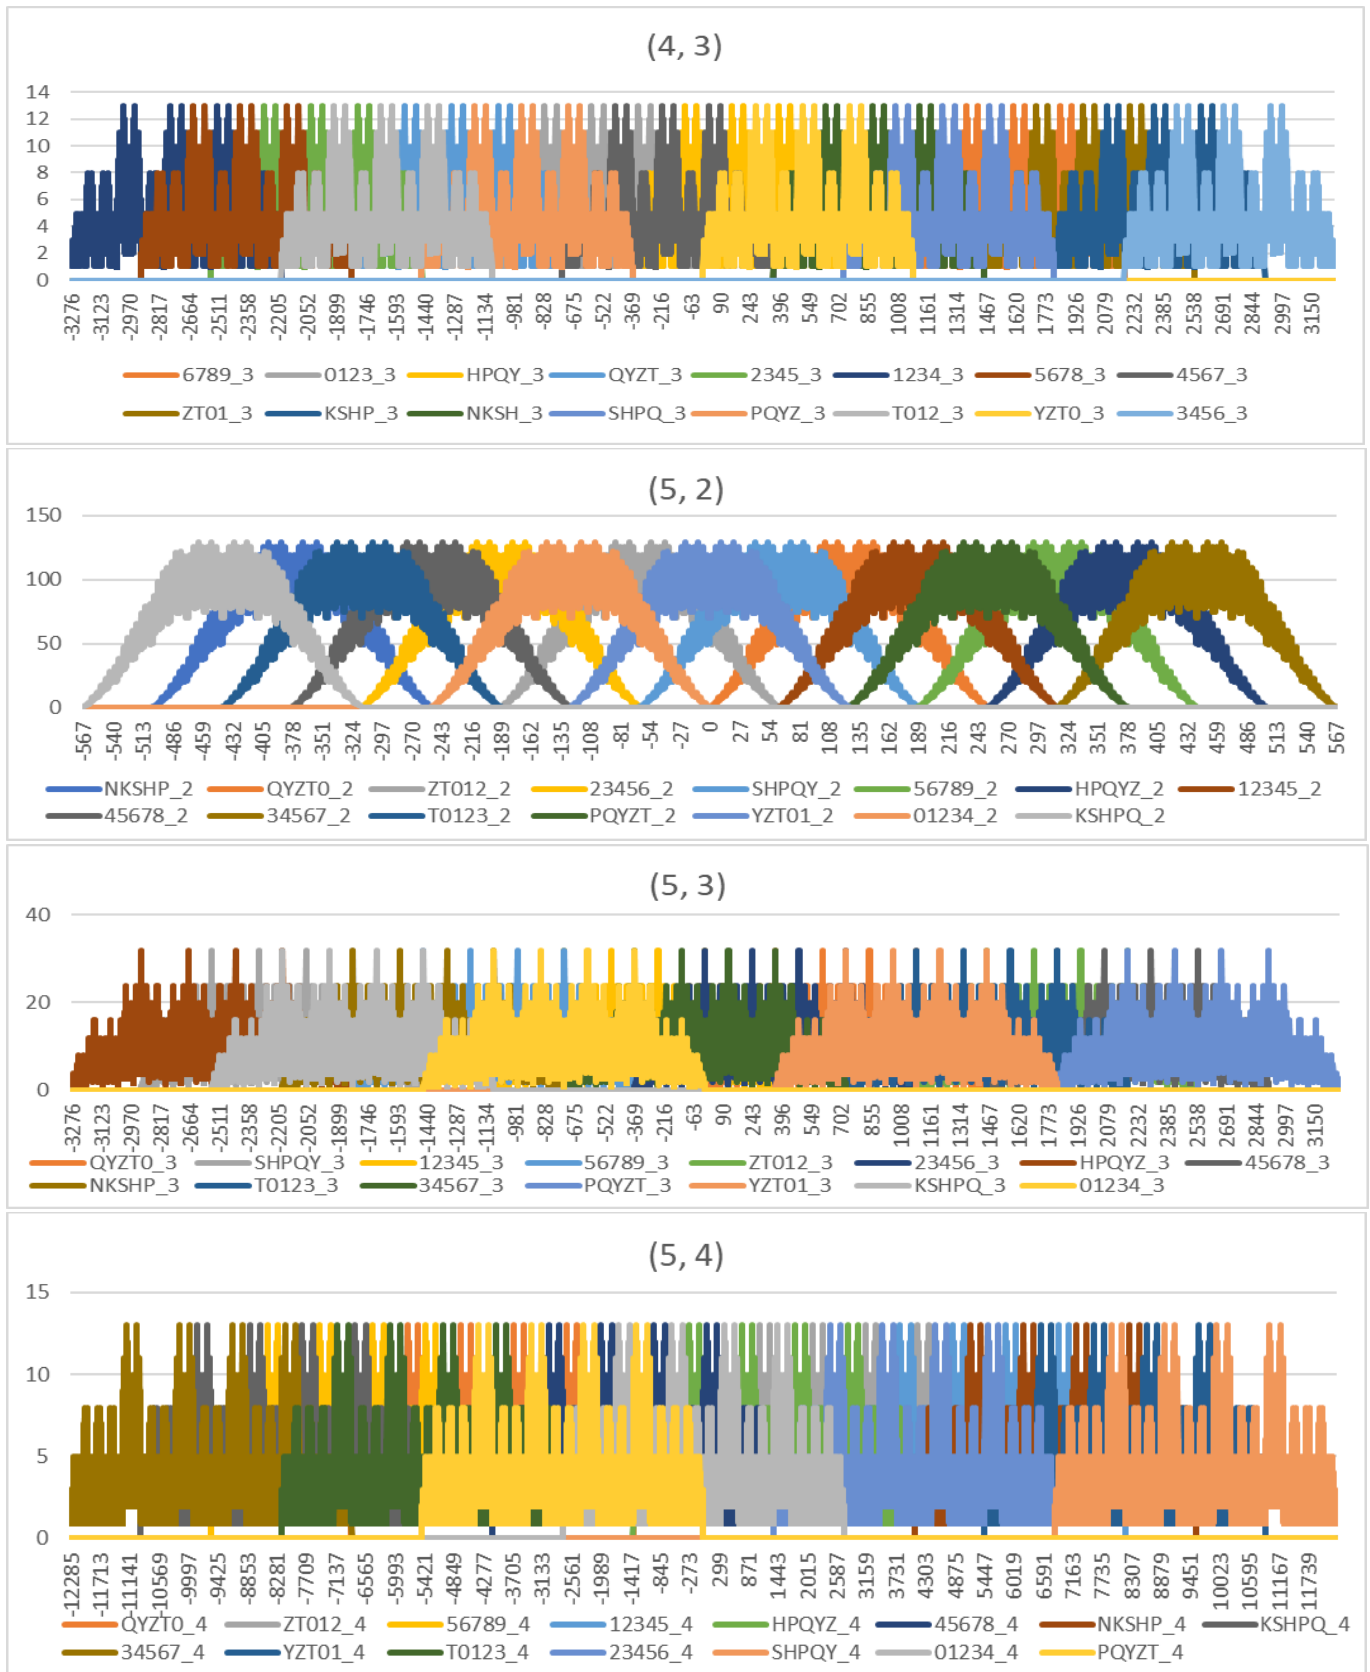 (4, 3)
14
12
10
8
6
4
2
0
-3276 -3123 -2970 -2817 -2664 -2511 -2358 -2205 -2052 -1899 -1746 -1593 -1440 -1287 -1134 -981 -828 -675 -522 -369 -216 -63 90 243 396 549 702 855 1008 1161 1314 1467 1620 1773 1926 2079 2232 2385 2538 2691 2844 2997 3150
6789_3 0123_3 HPQY_3 QYZT_3 2345_3 1234_3 5678_3 4567_3
ZT01_3 KSHP_3 NKSH_3 SHPQ_3 PQYZ_3 T012_3 YZT0_3 3456_3
(5, 2)
150
100
50
0
-567 -540 -513 -486 -459 -432 -405 -378 -351 -324 -297 -270 -243 -216 -189 -162 -135 -108 -81 -54 -27 0 27 54 81 108 135 162 189 216 243 270 297 324 351 378 405 432 459 486 513 540 567
NKSHP_2 QYZT0_2 ZT012_2 23456_2 SHPQY_2 56789_2 HPQYZ_2 12345_2
45678_2 34567_2 T0123_2 PQYZT_2 YZT01_2 01234_2 KSHPQ_2
(5, 3)
40
20
0
-3276 -3123 -2970 -2817 -2664 -2511 -2358 -2205 -2052 -1899 -1746 -1593 -1440 -1287 -1134 -981 -828 -675 -522 -369 -216 -63 90 243 396 549 702 855 1008 1161 1314 1467 1620 1773 1926 2079 2232 2385 2538 2691 2844 2997 3150
QYZT0_3 SHPQY_3 12345_3 56789_3 ZT012_3 23456_3 HPQYZ_3 45678_3
NKSHP_3 T0123_3 34567_3 PQYZT_3 YZT01_3 KSHPQ_3 01234_3
(5, 4)
15
10
5
0
-12285 -11713 -11141 -10569 -9997 -9425 -8853 -8281 -7709 -7137 -6565 -5993 -5421 -4849 -4277 -3705 -3133 -2561 -1989 -1417 -845 -273 299 871 1443 2015 2587 3159 3731 4303 4875 5447 6019 6591 7163 7735 8307 8879 9451 10023 10595 11167 11739
QYZT0_4 ZT012_4 56789_4 12345_4 HPQYZ_4 45678_4 NKSHP_4 KSHPQ_4
34567_4 YZT01_4 T0123_4 23456_4 SHPQY_4 01234_4 PQYZT_4